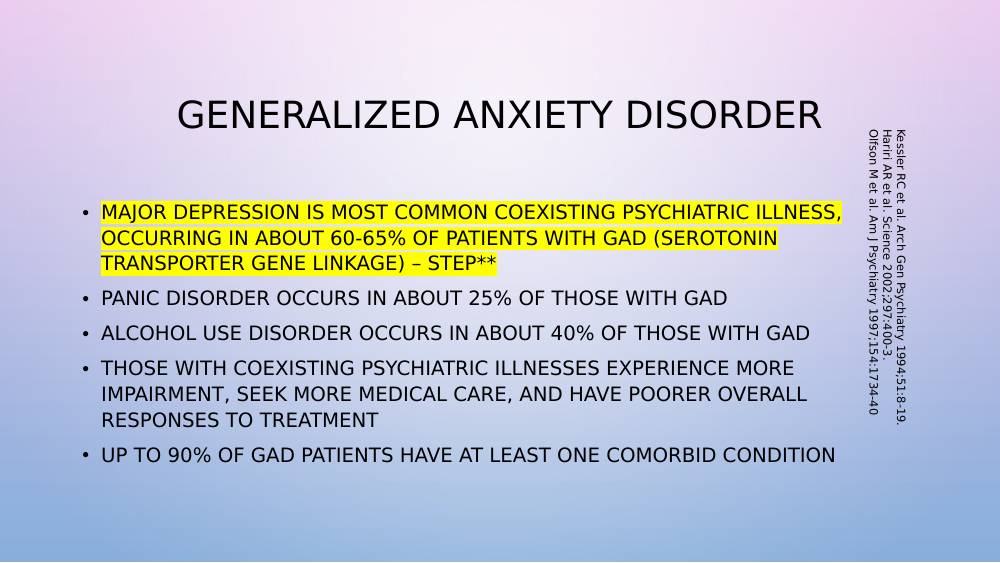 GENERALIZED ANXIETY DISORDER
• MAJOR DEPRESSION IS MOST COMMON COEXISTING PSYCHIATRIC ILLNESS,
OCCURRING IN ABOUT 60-65% OF PATIENTS WITH GAD (SEROTONIN
TRANSPORTER GENE LINKAGE) – STEP**
• PANIC DISORDER OCCURS IN ABOUT 25% OF THOSE WITH GAD
• ALCOHOL USE DISORDER OCCURS IN ABOUT 40% OF THOSE WITH GAD
• THOSE WITH COEXISTING PSYCHIATRIC ILLNESSES EXPERIENCE MORE
IMPAIRMENT, SEEK MORE MEDICAL CARE, AND HAVE POORER OVERALL
RESPONSES TO TREATMENT
• UP TO 90% OF GAD PATIENTS HAVE AT LEAST ONE COMORBID CONDITION
Kessler RC et al. Arch Gen Psychiatry 1994;51:8-19.
Hariri AR et al. Science 2002;297:400-3.
Olfson M et al. Am J Psychiatry 1997;154:1734-40